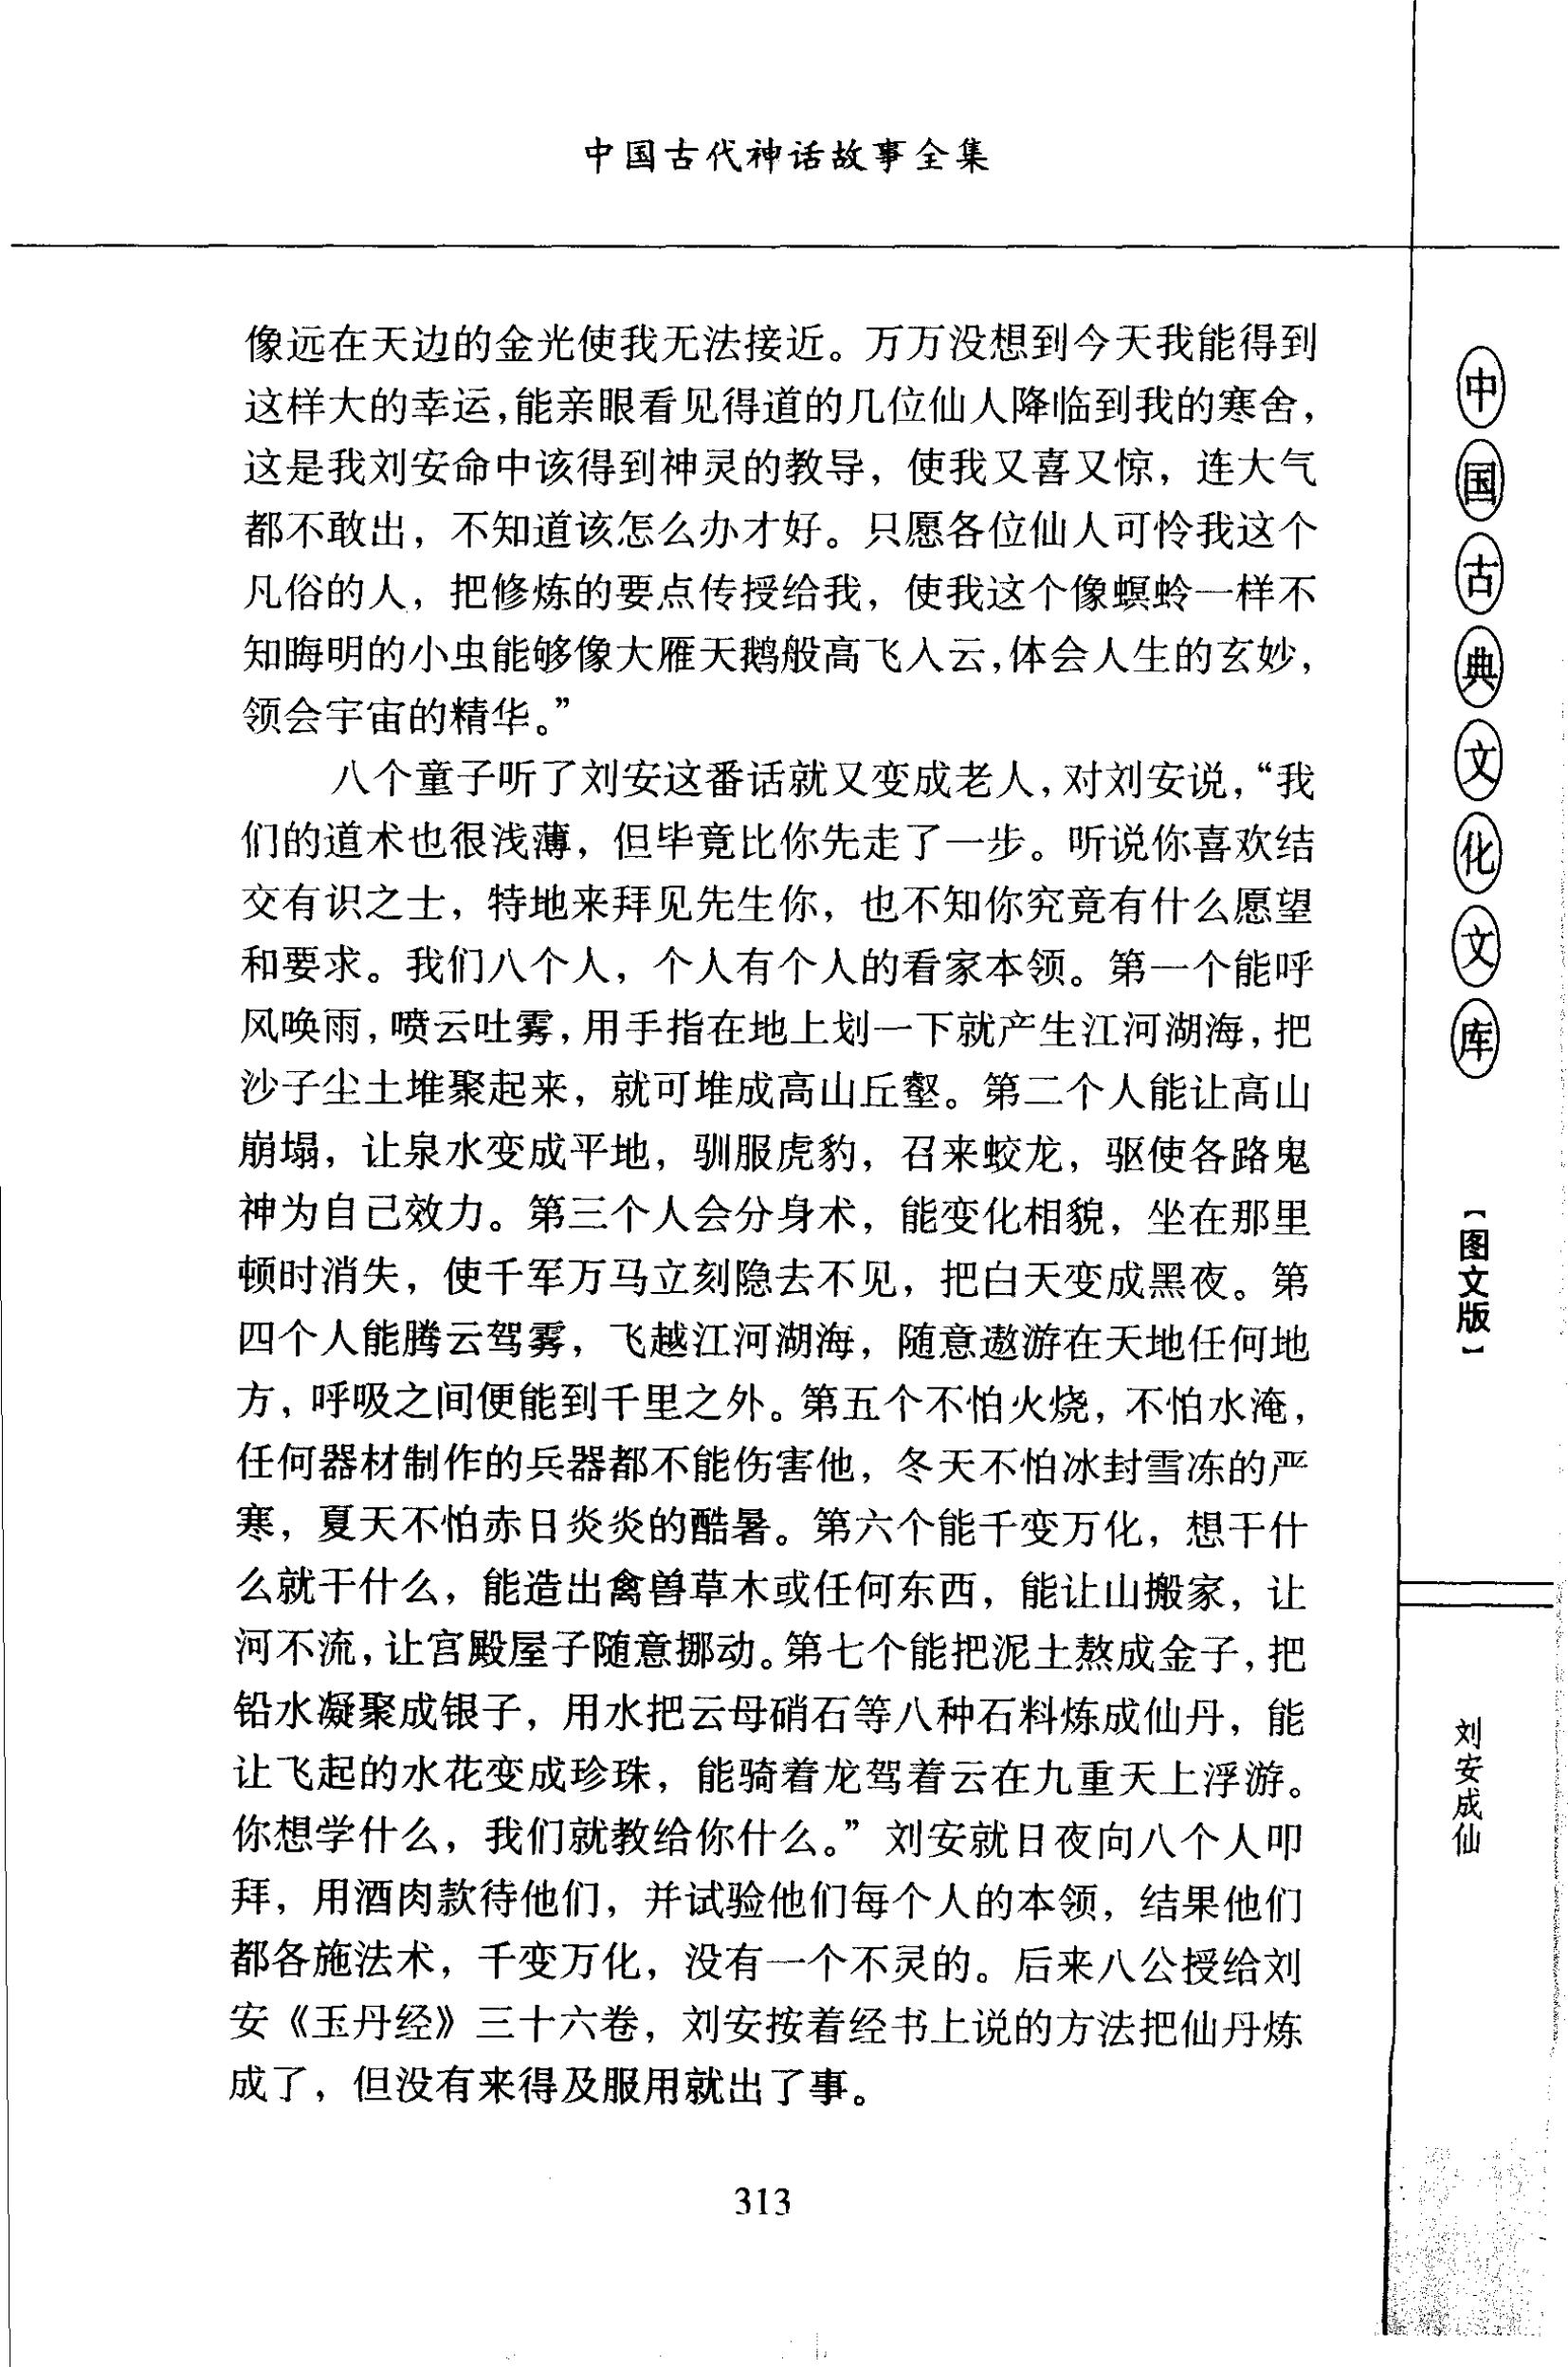 中国古代神话故事全集
像远在天边的金光使我无法接近。万万没想到今天我能得到
这样大的幸运,能亲眼看见得道的几位仙人降临到我的寒舍,
这是我刘安命中该得到神灵的教导，使我又喜又惊，连大气
都不敢出，不知道该怎么办才好。只愿各位仙人可怜我这个
凡俗的人，把修炼的要点传授给我，使我这个像螟蛉一样不
知晦明的小虫能够像大雁天鹅般高飞入云,体会人生的玄妙,
领会宇宙的精华。”
八个童子听了刘安这番话就又变成老人,对刘安说,“我
们的道术也很浅薄，但毕竟比你先走了一步。听说你喜欢结
交有识之士，特地来拜见先生你，也不知你究竟有什么愿望
和要求。我们八个人，个人有个人的看家本领。第一个能呼
风唤雨,喷云吐雾,用手指在地上划一下就产生江河湖海,把
沙子尘土堆聚起来，就可堆成高山丘壑。第二个人能让高山
崩塌，让泉水变成平地，驯服虎豹，召来蛟龙，驱使各路鬼
神为自己效力。第三个人会分身术，能变化相貌，坐在那里
顿时消失，使千军万马立刻隐去不见，把白天变成黑夜。第
四个人能腾云驾雾，飞越江河湖海，随意遨游在天地任何地
方，呼吸之间便能到千里之外。第五个不怕火烧，不怕水淹，
任何器材制作的兵器都不能伤害他，冬天不怕冰封雪冻的严
寒，夏天不怕赤日炎炎的酷暑。第六个能千变万化，想干什
么就干什么，能造出禽兽草木或任何东西，能让山搬家，让
河不流,让宫殿屋子随意挪动。第七个能把泥土熬成金子,把
铅水凝聚成银子，用水把云母硝石等八种石料炼成仙丹，能
让飞起的水花变成珍珠，能骑着龙驾着云在九重天上浮游。
你想学什么，我们就教给你什么。”刘安就日夜向八个人叩
拜，用酒肉款待他们，并试验他们每个人的本领，结果他们
都各施法术，千变万化，没有一个不灵的。后来八公授给刘
安《玉丹经》三十六卷，刘安按着经书上说的方法把仙丹炼
成了，但没有来得及服用就出了事。
313
中国古典文化文库
【图文版】
刘安成仙